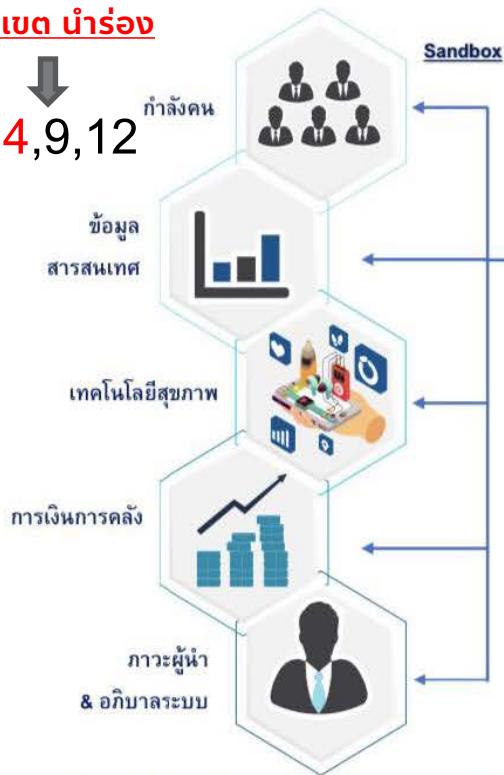 เขต นำร่อง
4,9,12
Sandbox
กำลังคน
ข้อมูล
สารสนเทศ
เทคโนโลยีสุขภาพ
การเงินการคลัง
ภาวะผู้นำ
& อภิบาลระบบ